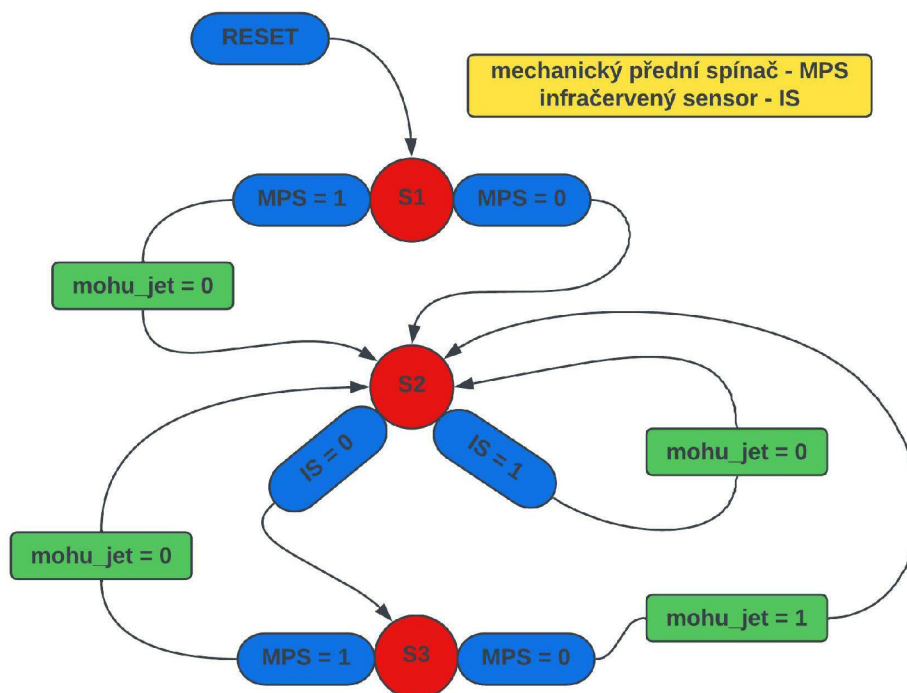 RESET
mechanický přední spínač - MPS
infračervený sensor - IS
MPS = 1
S1
MPS = 0
mohu_jet = 0
S2
IS = 0
IS = 1
mohu_jet = 0
mohu_jet = 0
mohu_jet = 1
MPS = 1
S3
MPS = 0